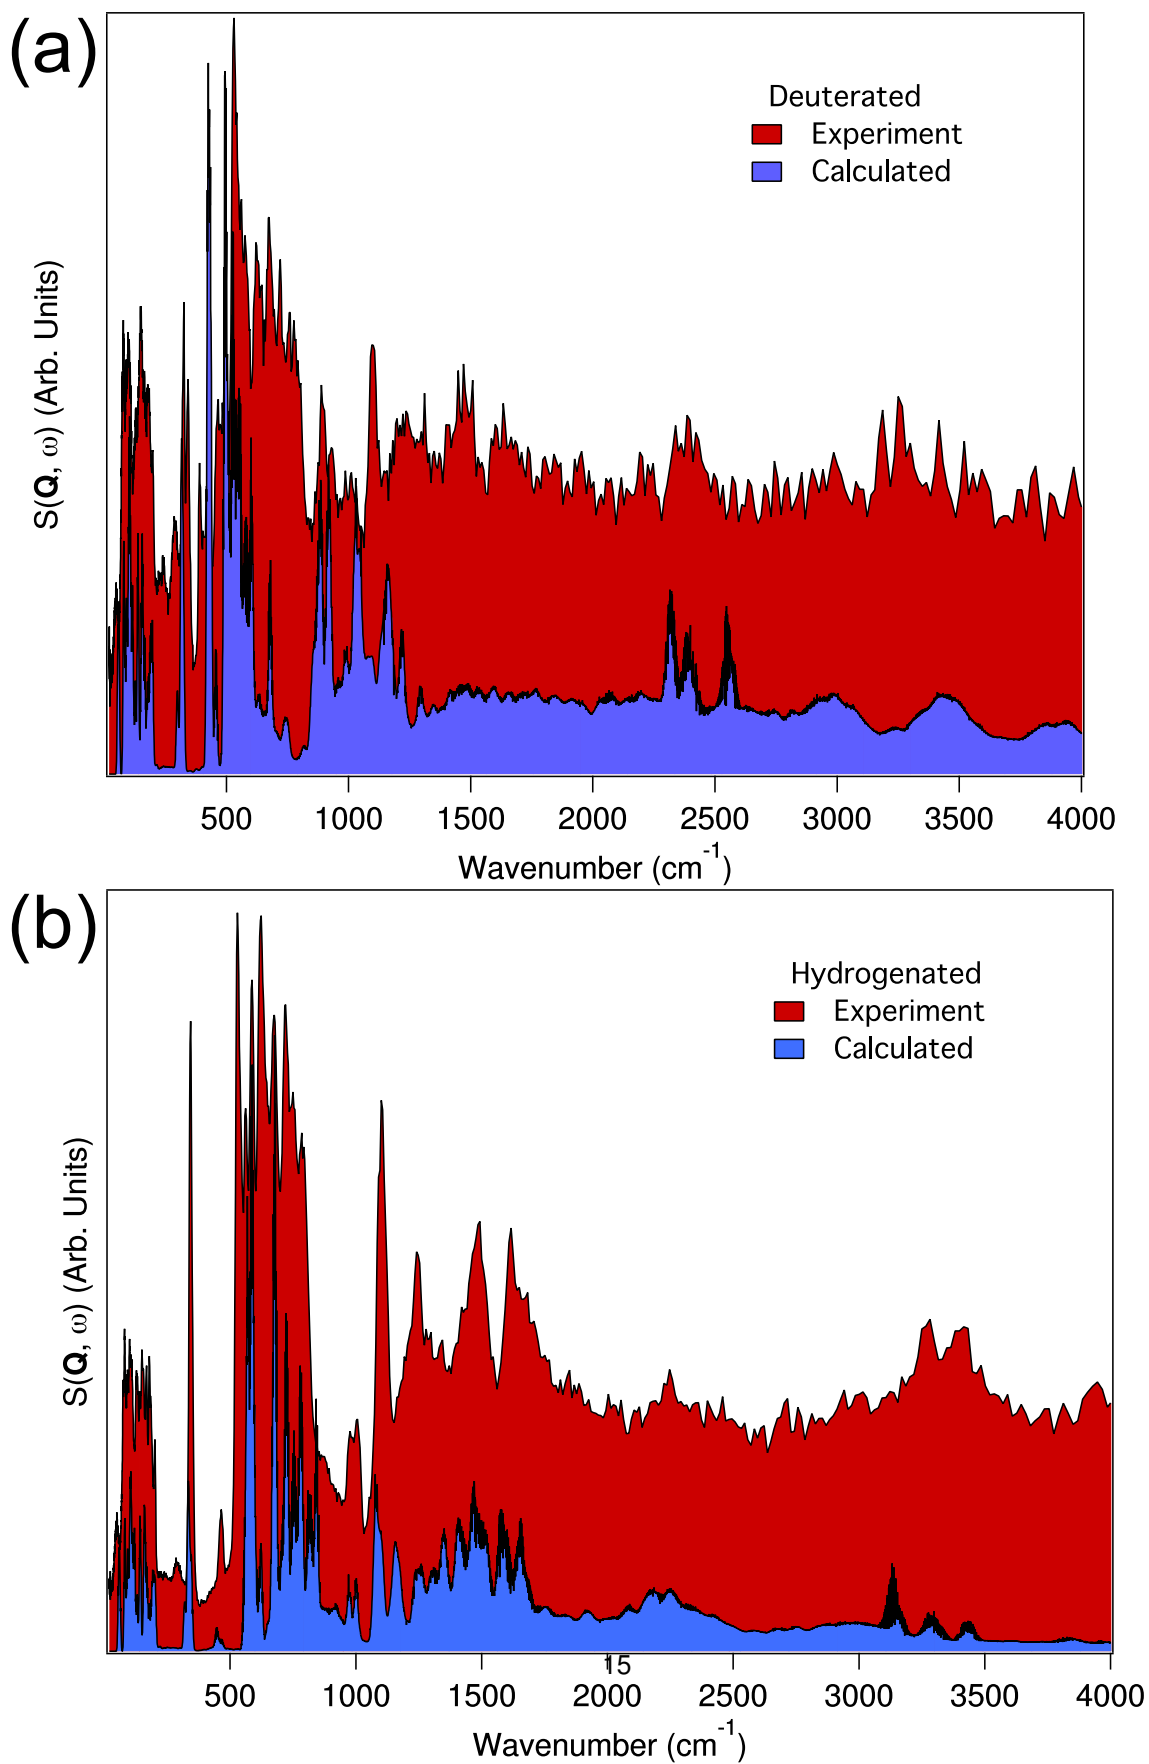 (a)
Deuterated
Experiment
Calculated
S(Q, ω) (Arb. Units)
500 1000 1500 2000 2500 3000 3500 4000
Wavenumber (cm-1)
(b)
Hydrogenated
Experiment
Calculated
S(Q, ω) (Arb. Units)
15
500 1000 1500 2000 2500 3000 3500 4000
Wavenumber (cm-1)